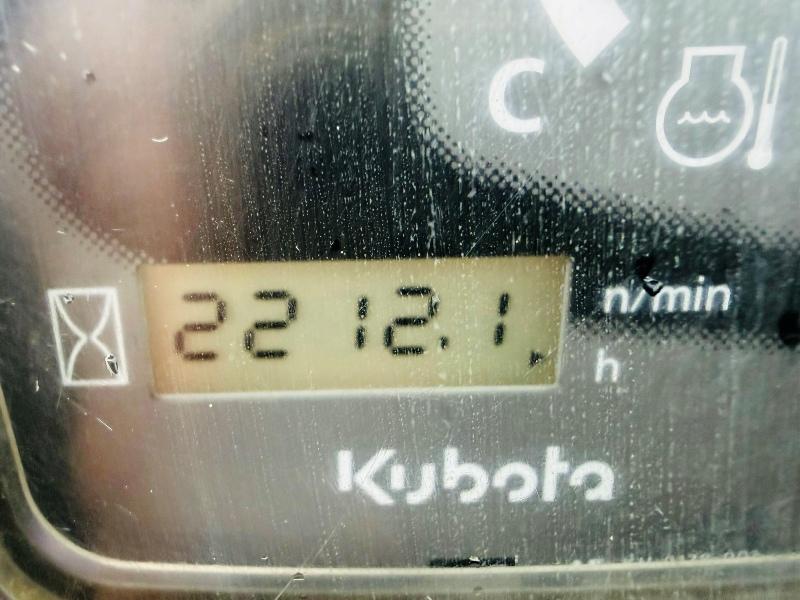 C
2212.1
n/min
h
Kubota